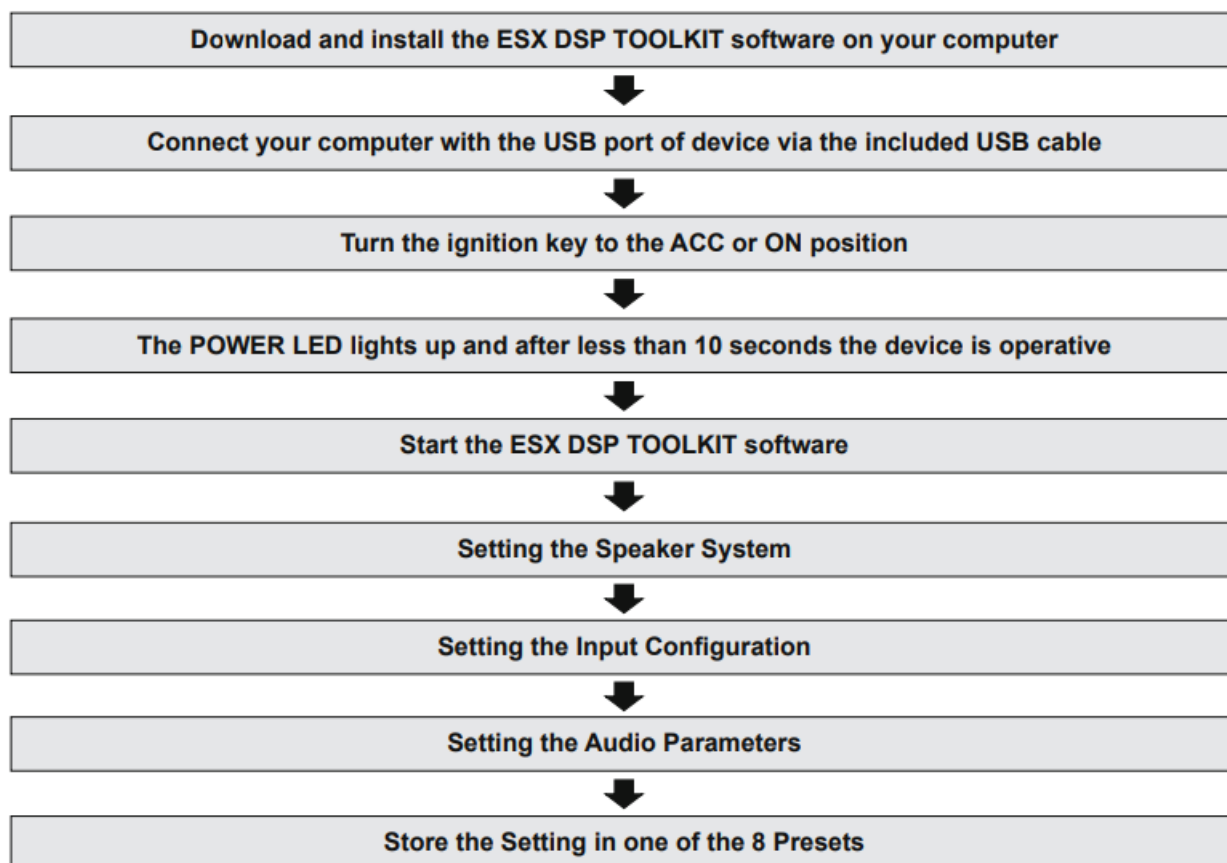 Download and install the ESX DSP TOOLKIT software on your computer
Connect your computer with the USB port of device via the included USB cable
Turn the ignition key to the ACC or ON position
The POWER LED lights up and after less than 10 seconds the device is operative
Start the ESX DSP TOOLKIT software
Setting the Speaker System
Setting the Input Configuration
Setting the Audio Parameters
Store the Setting in one of the 8 Presets